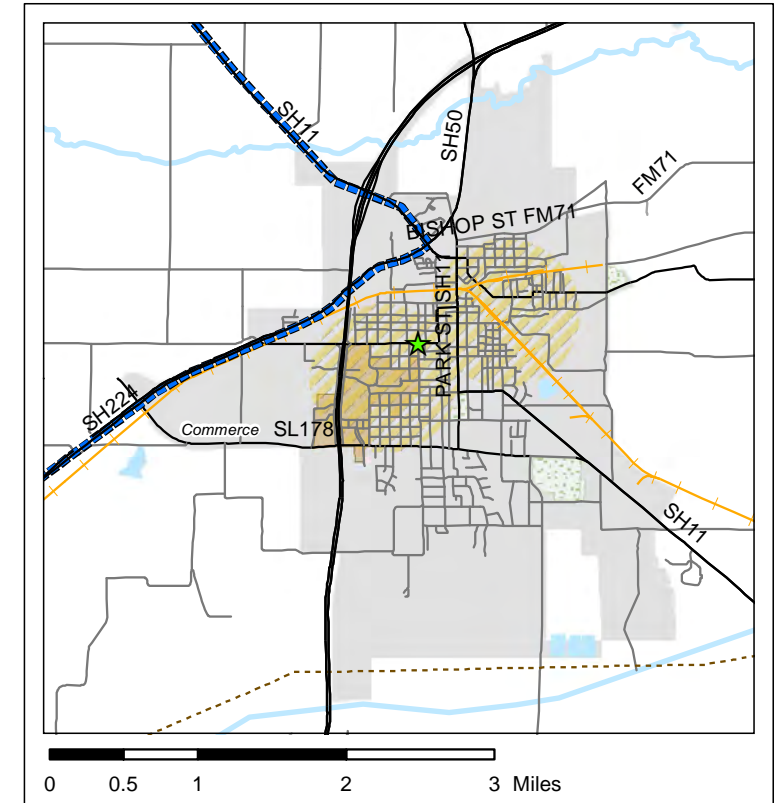 SH11
SH50
FM71
BISHOP ST FM71
PARK ST SH1
SH224
Commerce
SL178
SH11
0 0.5 1 2 3 Miles